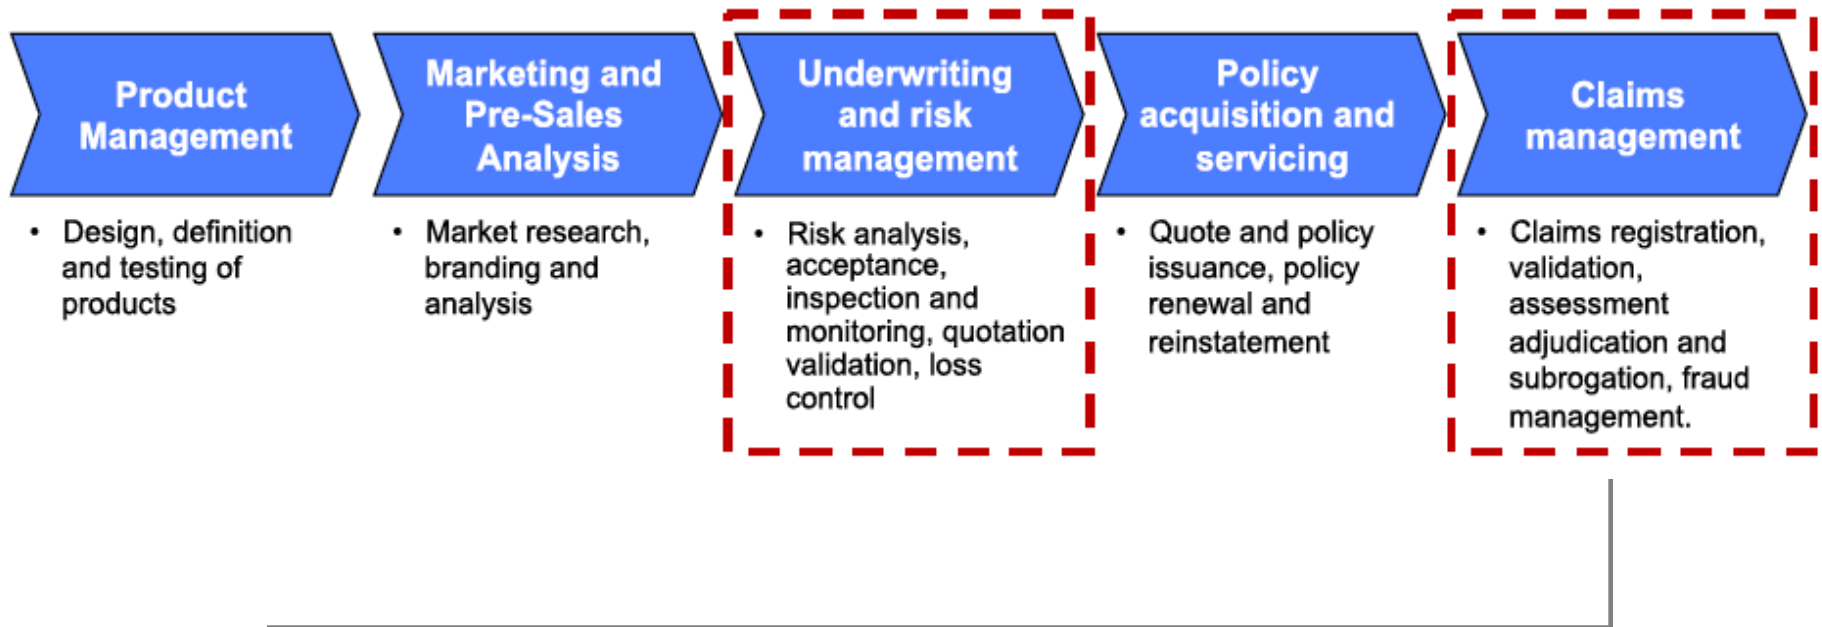 Product
Management
Marketing and
Pre-Sales
Analysis
Underwriting
and risk
management
Policy
acquisition and
servicing
Claims
management
• Design, definition
and testing of
products
• Market research,
branding and
analysis
• Risk analysis,
acceptance,
inspection and
monitoring, quotation
validation, loss
control
• Quote and policy
issuance, policy
renewal and
reinstatement
• Claims registration,
validation,
assessment
adjudication and
subrogation, fraud
management.